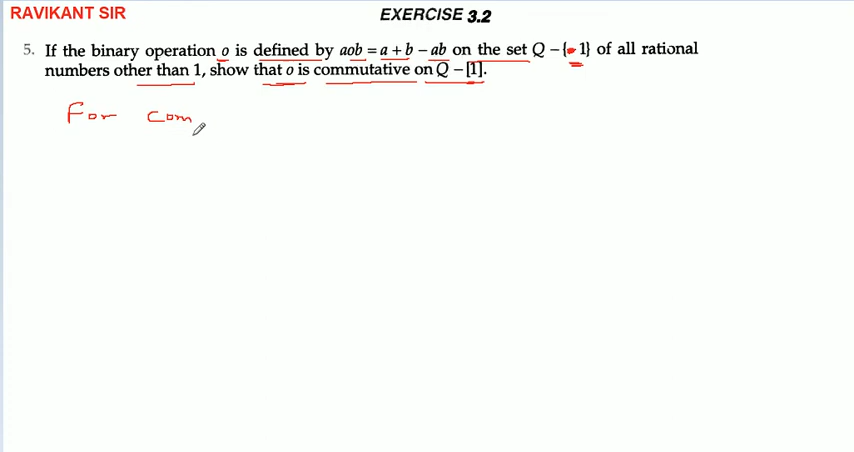 RAVIKANT SIR
EXERCISE 3.2
5. If the binary operation o is defined by aob = a + b – ab on the set Q – { 1} of all rational
numbers other than 1, show that o is commutative on Q – [1].
For com